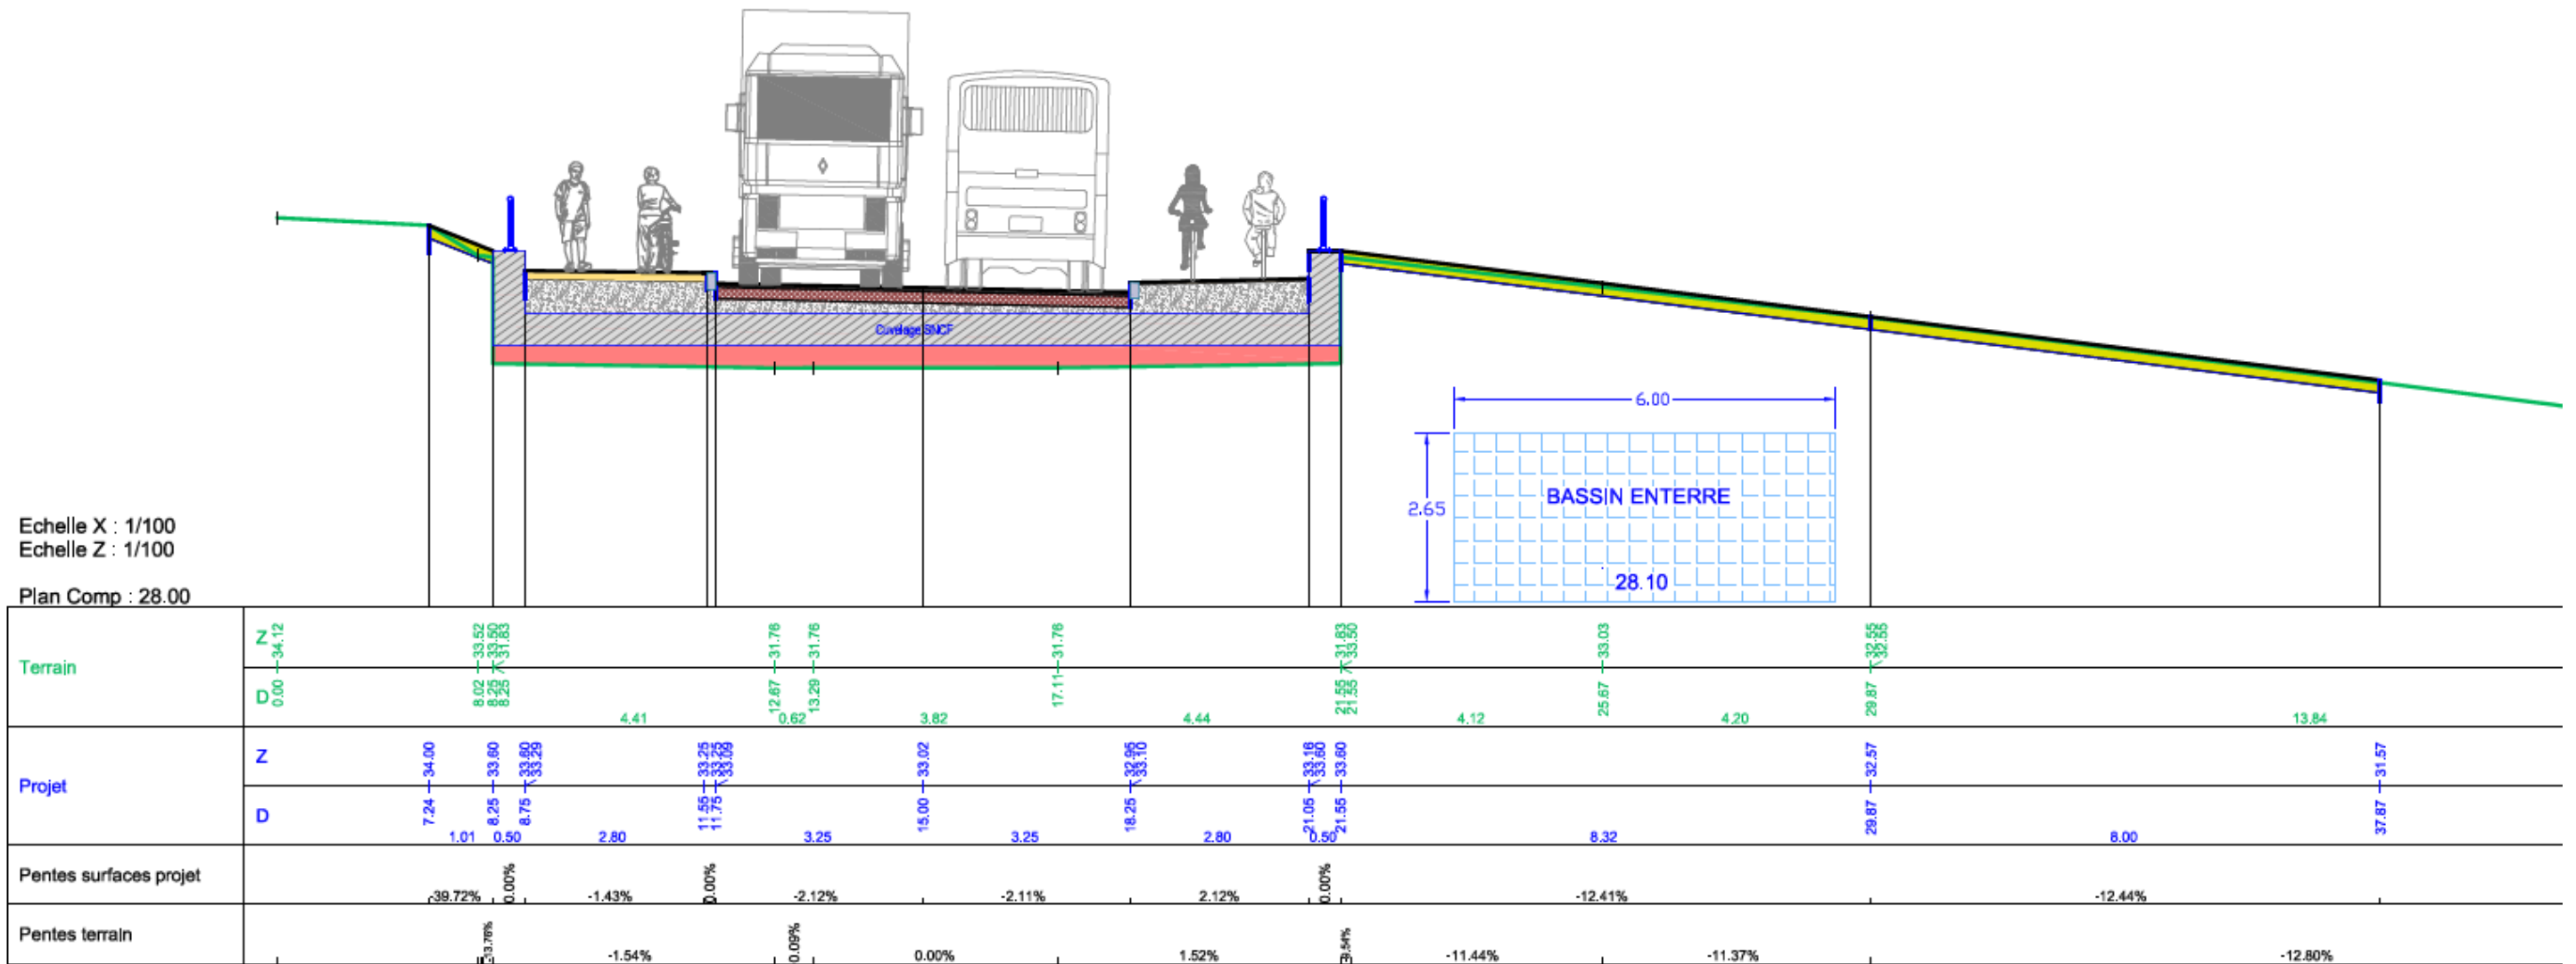 Cuvelage SNCF
6.00
2.65
BASSIN ENTERRE
28.10
Echelle X : 1/100
Echelle Z : 1/100
Plan Comp : 28.00
Terrain
Z 34.12 33.52 33.50 31.83 31.76 31.76 31.76 31.83 33.50 33.03 32.55 32.55
D 0.00 8.02 8.25 8.25 12.67 13.29 17.11 21.55 21.55 25.67 29.87
4.41 0.62 3.82 4.44 4.12 4.20 13.84
Projet
Z 34.00 33.60 33.60 33.29 33.25 33.25 33.09 33.02 32.95 33.10 33.16 33.60 33.60 32.57 31.57
D 7.24 8.25 8.75 11.55 11.75 15.00 18.25 21.05 21.55 29.87 37.87
1.01 0.50 2.80 3.25 3.25 2.80 0.50 8.32 8.00
Pentes surfaces projet
-39.72% 0.00% -1.43% 0.00% -2.12% -2.11% 2.12% 0.00% -12.41% -12.44%
Pentes terrain
-1.54% 0.09% 0.00% 1.52% -11.44% -11.37% -12.80%